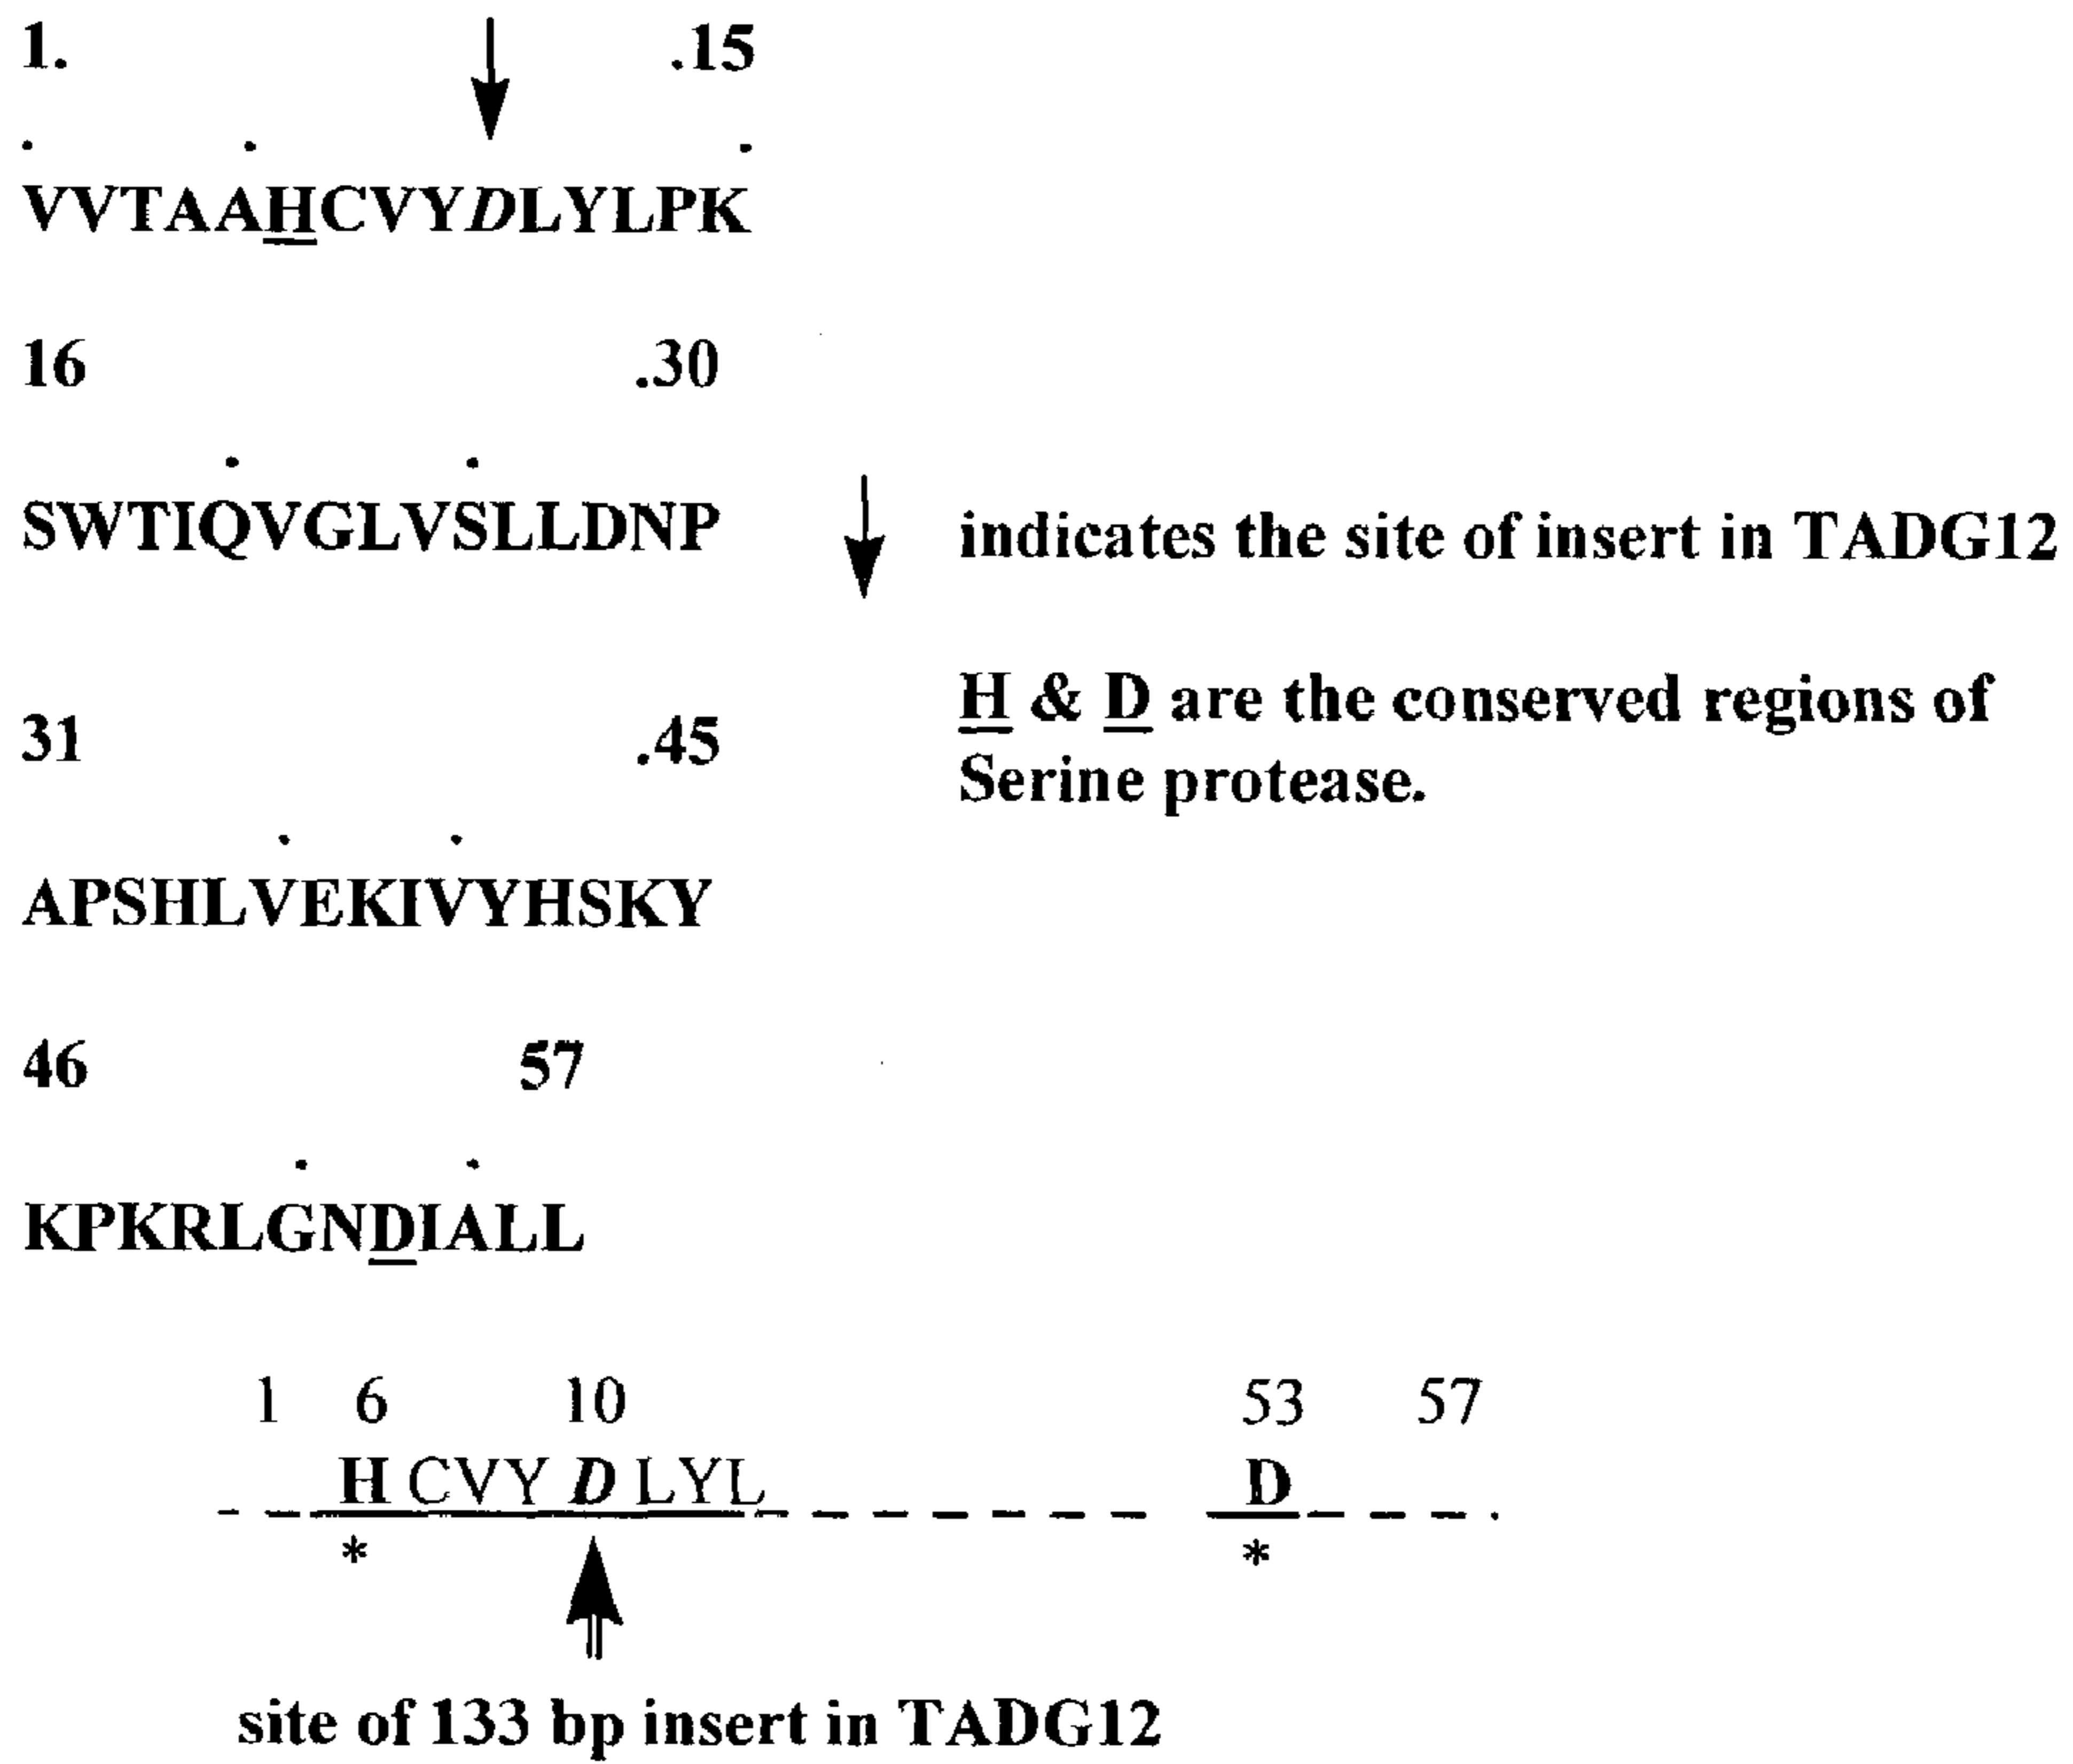 1. .15
VVTAAHCVYDLYLPK
16 .30
SWTIQVGLVSLLDNP
indicates the site of insert in TADG12
H & D are the conserved regions of
Serine protease.
31 .45
APSHLVEKIVYHSKY
46 57
KPKRLGNDIALL
1 6 10 53 57
H CVY D LYL D
* *
site of 133 bp insert in TADG12